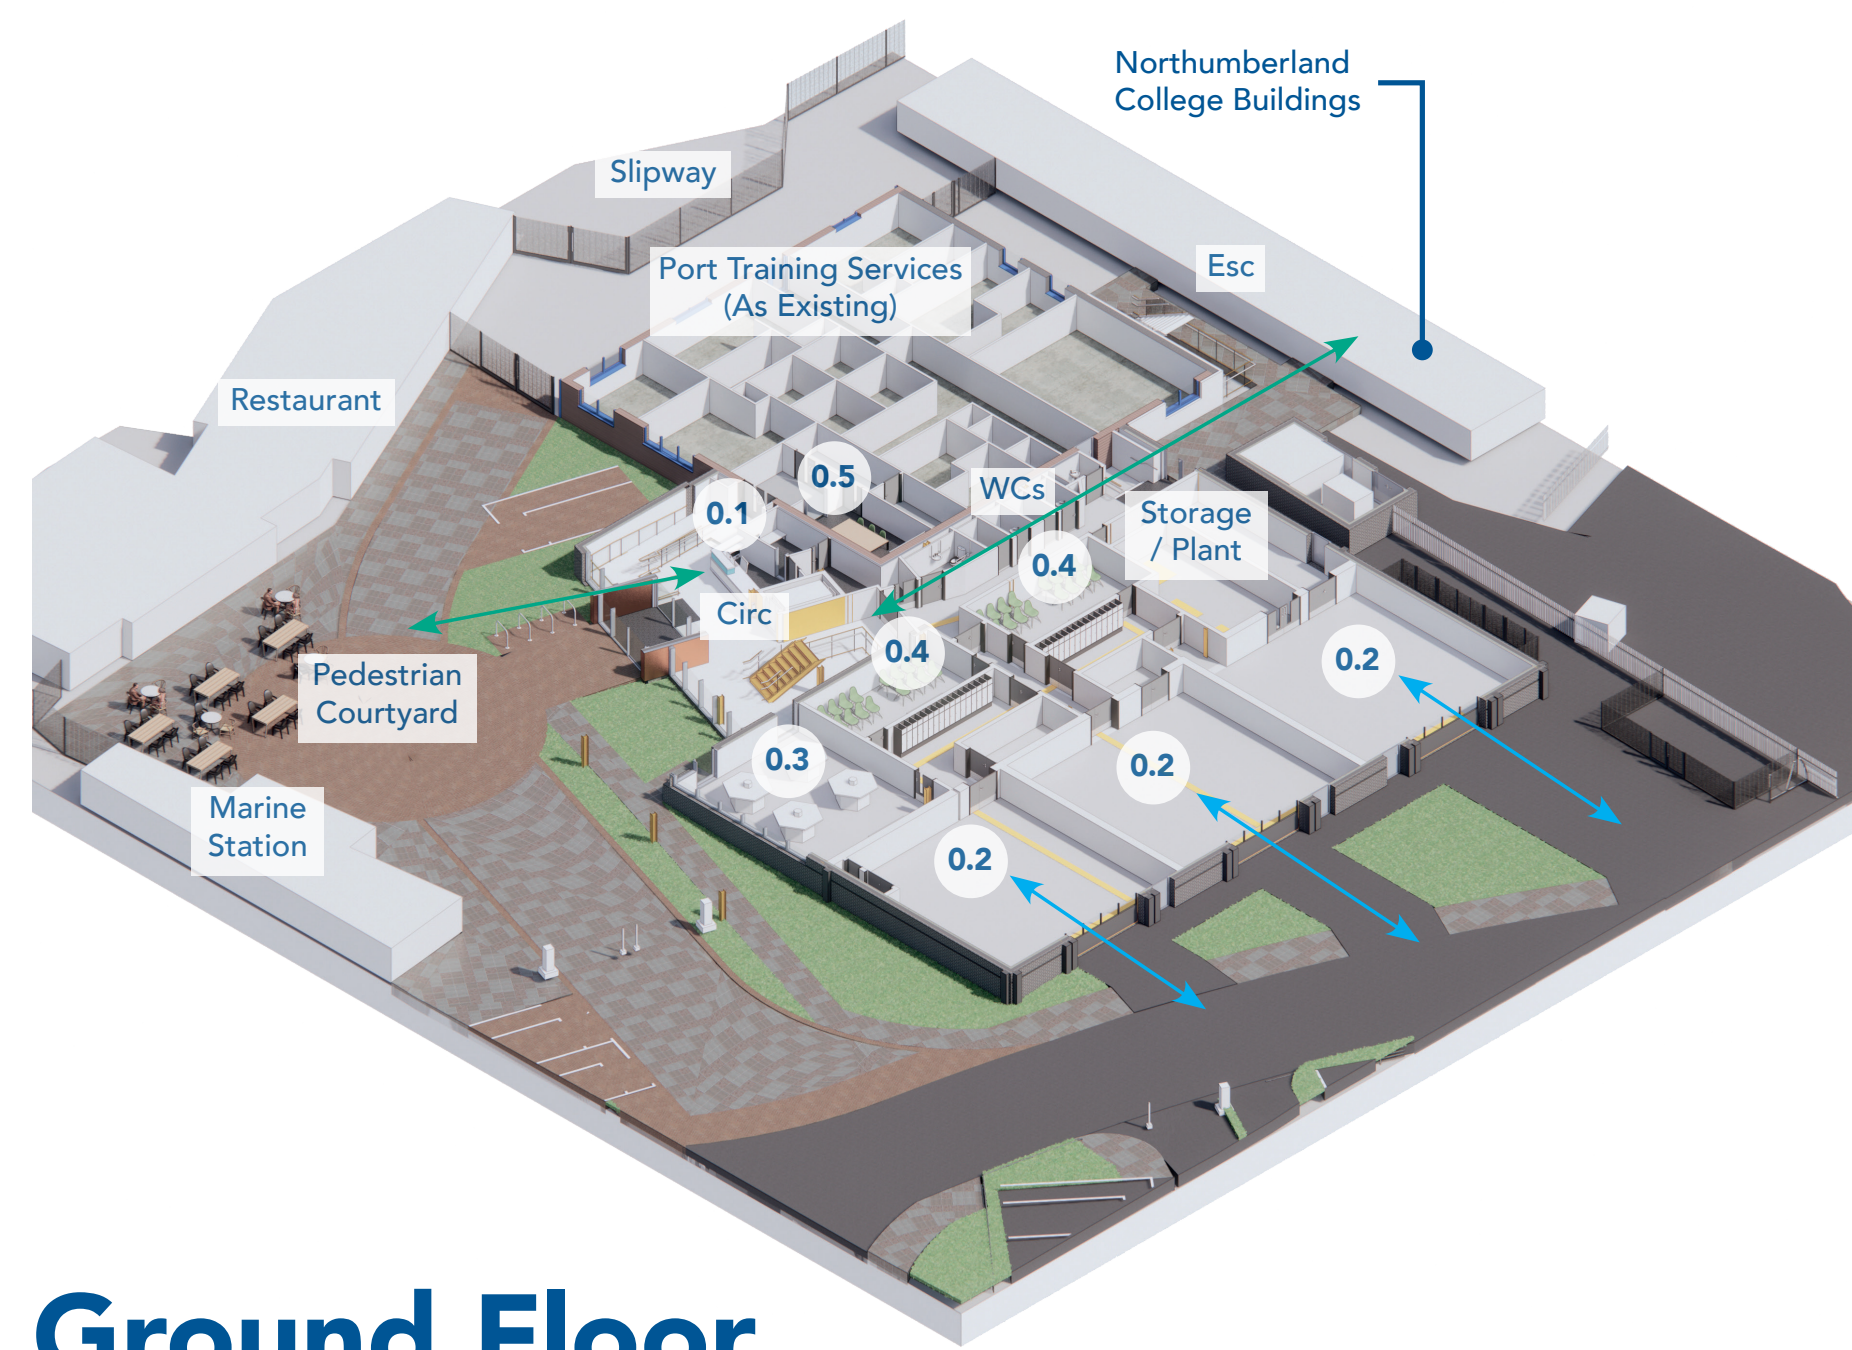 Northumberland
College Buildings
Slipway
Esc
Port Training Services
(As Existing)
Restaurant
0.5
0.1
WCs
Storage
/ Plant
0.4
Circ
0.4
0.2
Pedestrian
Courtyard
0.3
0.2
Marine
Station
0.2
Ground Floor